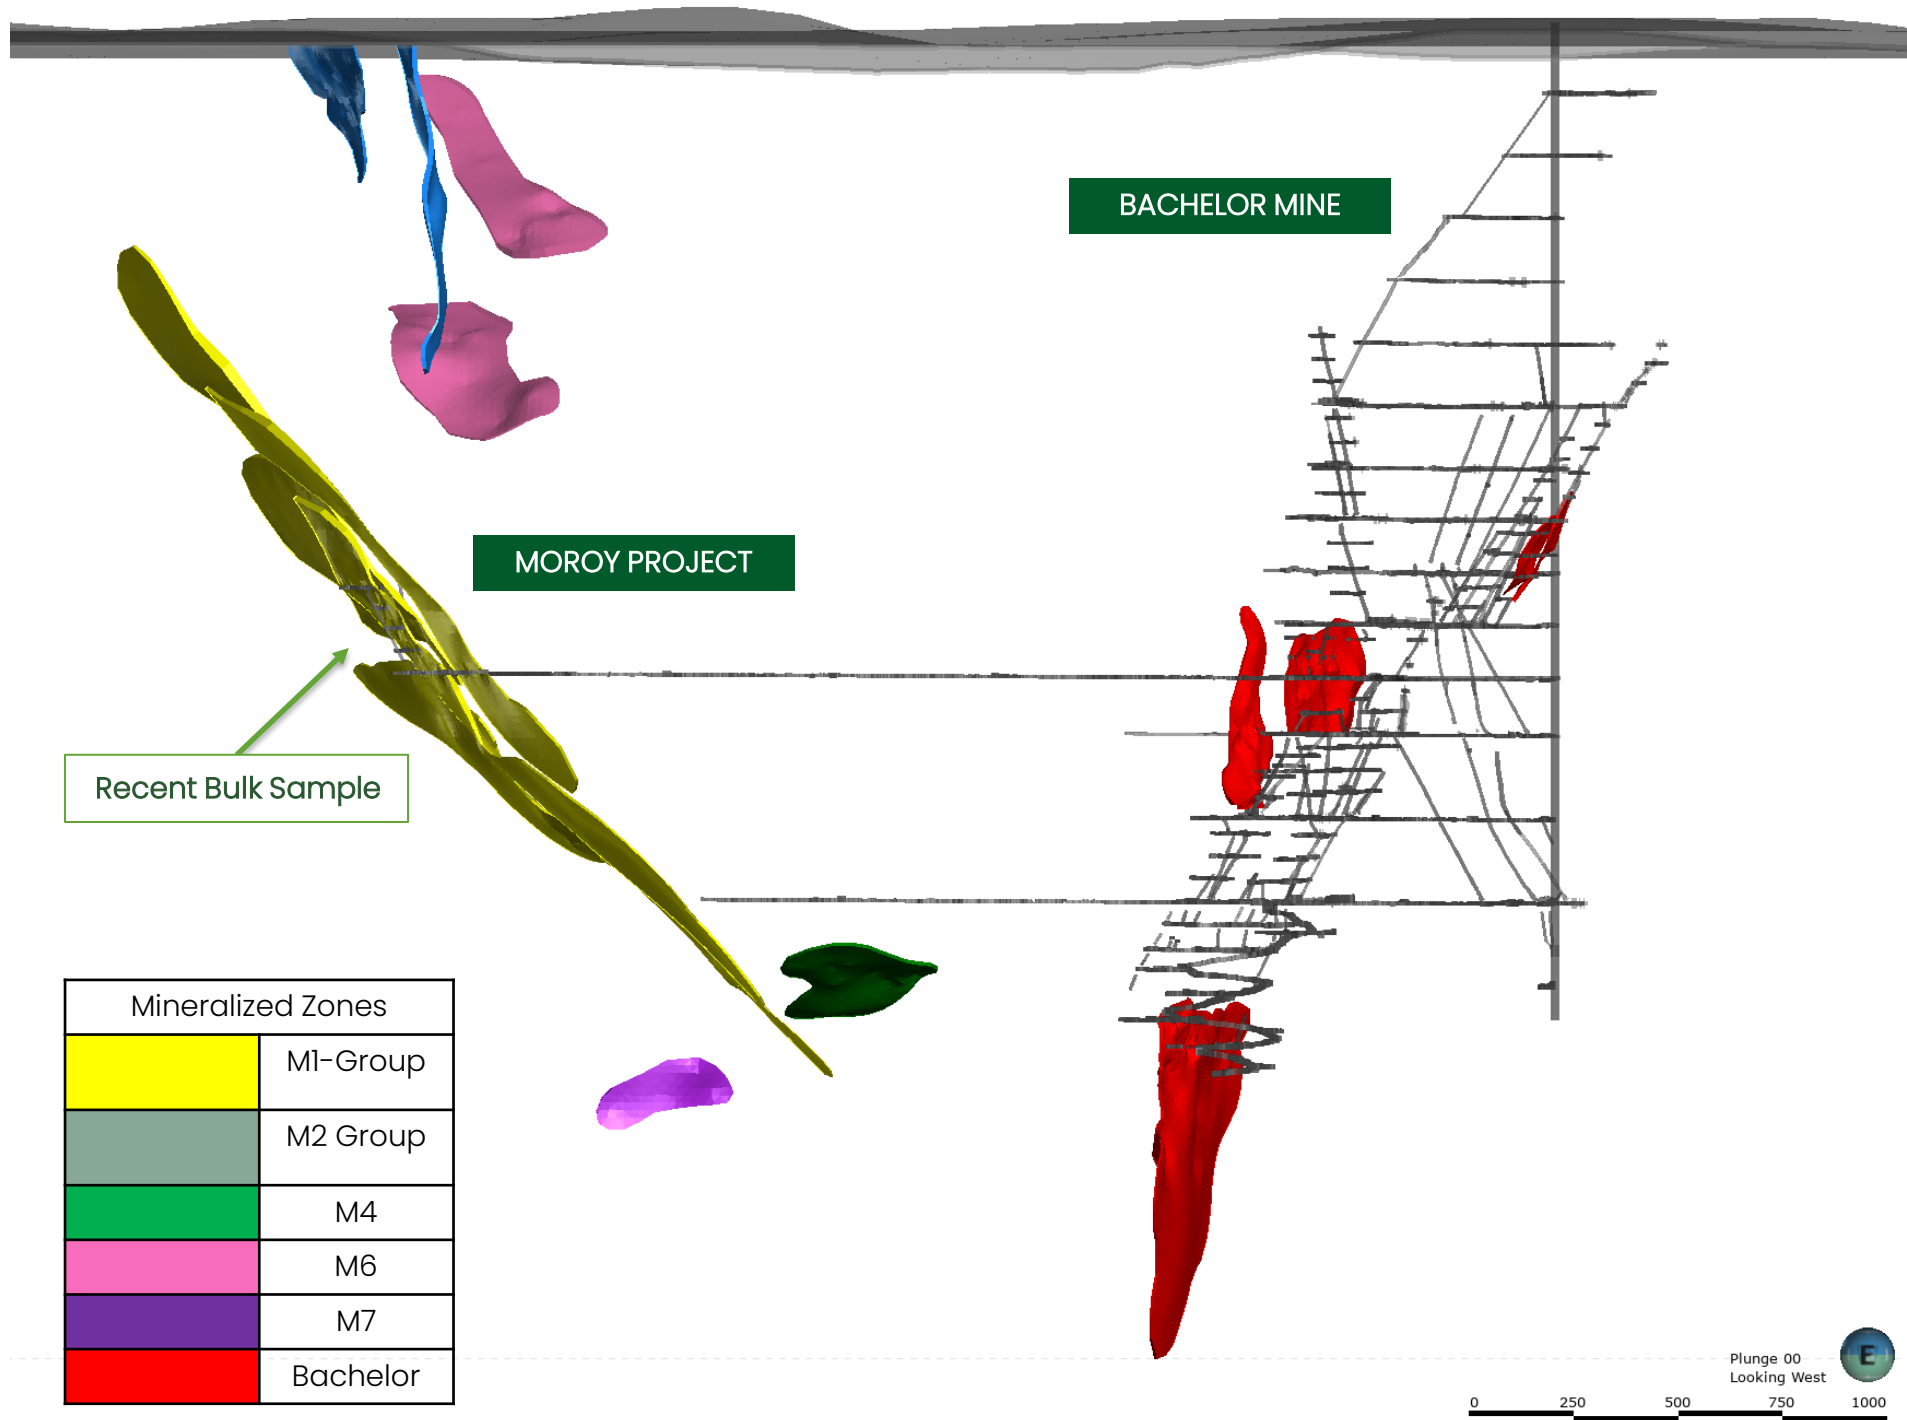 BACHELOR MINE
MOROY PROJECT
Recent Bulk Sample
Mineralized Zones
M1-Group
M2 Group
M4
M6
M7
Bachelor
Plunge 00
Looking West
E
0 250 500 750 1000